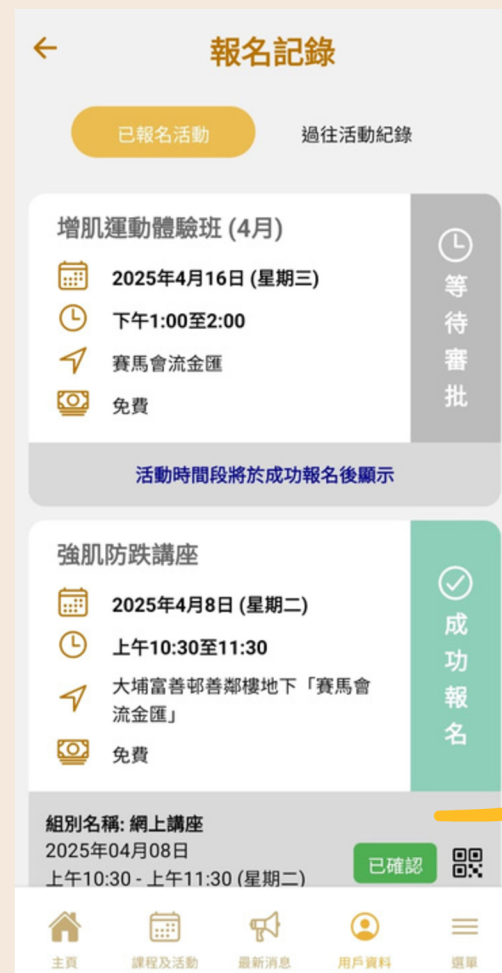 報名記錄
已報名活動
過往活動紀錄
增肌運動體驗班 (4月)
2025年4月16日 (星期三)
下午1:00至2:00
賽馬會流金匯
免費
等待審批
活動時間段將於成功報名後顯示
強肌防跌講座
2025年4月8日 (星期二)
上午10:30至11:30
大埔富善邨善鄰樓地下「賽馬會
流金匯」
免費
成功報名
組別名稱: 網上講座
2025年04月08日
上午10:30 - 上午11:30 (星期二)
已確認
主頁
課程及活動
最新消息
用戶資料
選單